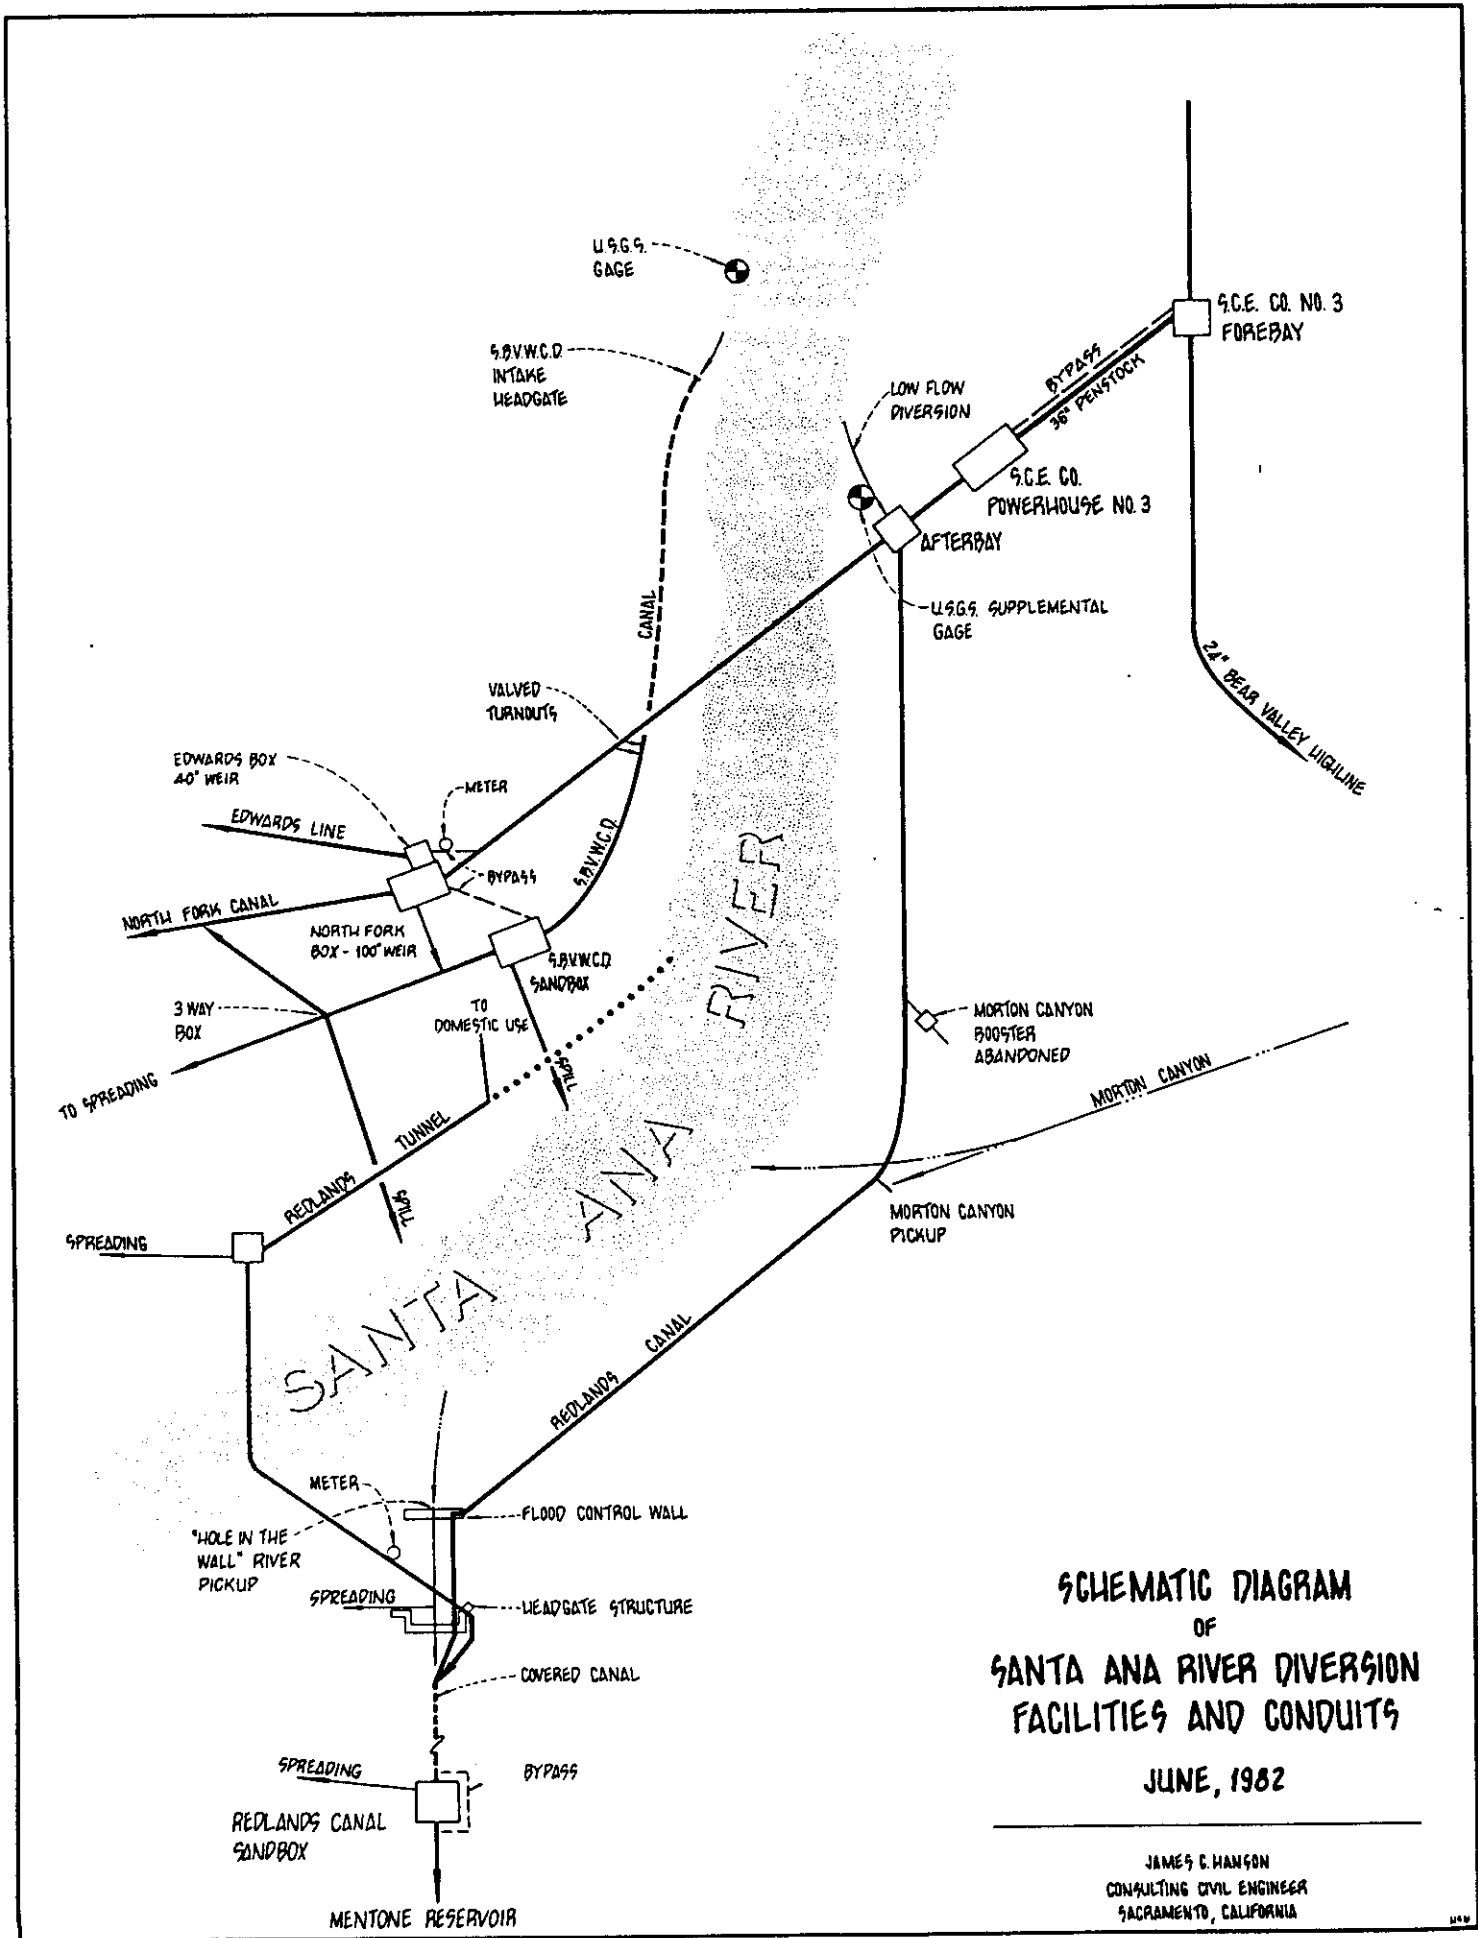 U.S.G.S.
GAGE
S.C.E. CO. NO. 3
FOREBAY
S.B.V.W.C.D.
INTAKE
HEADGATE
BYPASS
36" PENSTOCK
LOW FLOW
DIVERSION
S.C.E. CO.
POWERHOUSE NO. 3
AFTERBAY
U.S.G.S. SUPPLEMENTAL
GAGE
CANAL
24" BEAR VALLEY HIGHLINE
VALVED
TURNOUTS
EDWARDS BOX
40" WEIR
METER
EDWARDS LINE
BYPASS
S.B.V.W.C.D.
NORTH FORK CANAL
NORTH FORK
BOX - 100" WEIR
S.B.V.W.C.D.
SANDBOX
3 WAY
BOX
TO
DOMESTIC USE
SPILL
TO SPREADING
MORTON CANYON
BOOSTER
ABANDONED
MORTON CANYON
REDLANDS TUNNEL
SPILL
SPREADING
MORTON CANYON
PICKUP
SANTA ANA RIVER
REDLANDS CANAL
METER
FLOOD CONTROL WALL
"HOLE IN THE
WALL" RIVER
PICKUP
SPREADING
HEADGATE STRUCTURE
COVERED CANAL
SPREADING
BYPASS
REDLANDS CANAL
SANDBOX
MENTONE RESERVOIR
SCHEMATIC DIAGRAM
OF
SANTA ANA RIVER DIVERSION
FACILITIES AND CONDUITS
JUNE, 1982
JAMES C. HANSON
CONSULTING CIVIL ENGINEER
SACRAMENTO, CALIFORNIA